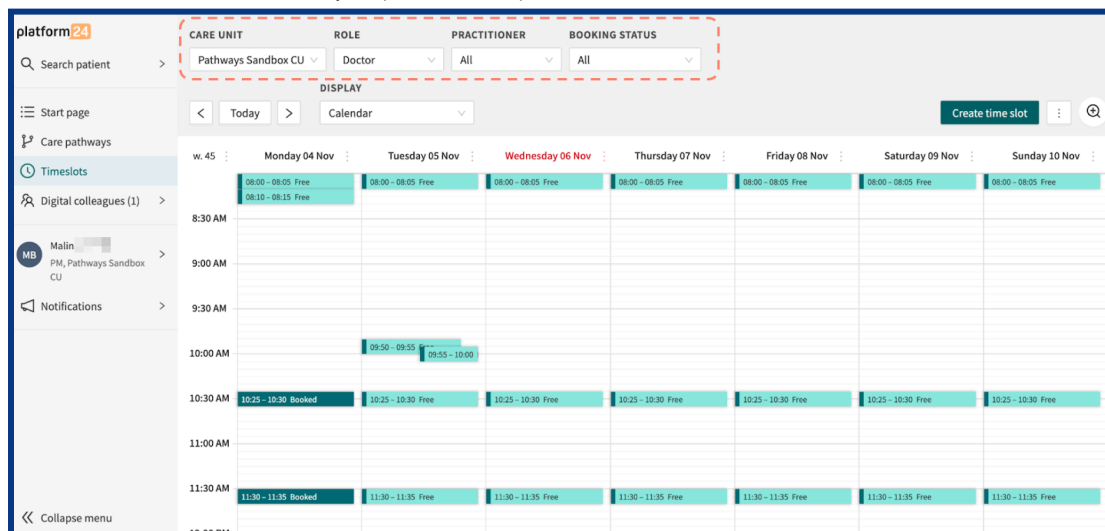 platform24
CARE UNIT ROLE PRACTITIONER BOOKING STATUS
Search patient
Pathways Sandbox CU Doctor All All
DISPLAY
Start page
Today Calendar Create time slot
Care pathways
w. 45 Monday 04 Nov Tuesday 05 Nov Wednesday 06 Nov Thursday 07 Nov Friday 08 Nov Saturday 09 Nov Sunday 10 Nov
Timeslots
08:00 – 08:05 Free 08:00 – 08:05 Free 08:00 – 08:05 Free 08:00 – 08:05 Free 08:00 – 08:05 Free 08:00 – 08:05 Free 08:00 – 08:05 Free
08:10 – 08:15 Free
Digital colleagues (1)
8:30 AM
MB Malin
PM, Pathways Sandbox
CU
9:00 AM
Notifications
9:30 AM
09:50 – 09:55
10:00 AM 09:55 – 10:00
10:30 AM 10:25 – 10:30 Booked 10:25 – 10:30 Free 10:25 – 10:30 Free 10:25 – 10:30 Free 10:25 – 10:30 Free 10:25 – 10:30 Free 10:25 – 10:30 Free
11:00 AM
11:30 AM
11:30 – 11:35 Booked 11:30 – 11:35 Free 11:30 – 11:35 Free 11:30 – 11:35 Free 11:30 – 11:35 Free 11:30 – 11:35 Free 11:30 – 11:35 Free
Collapse menu